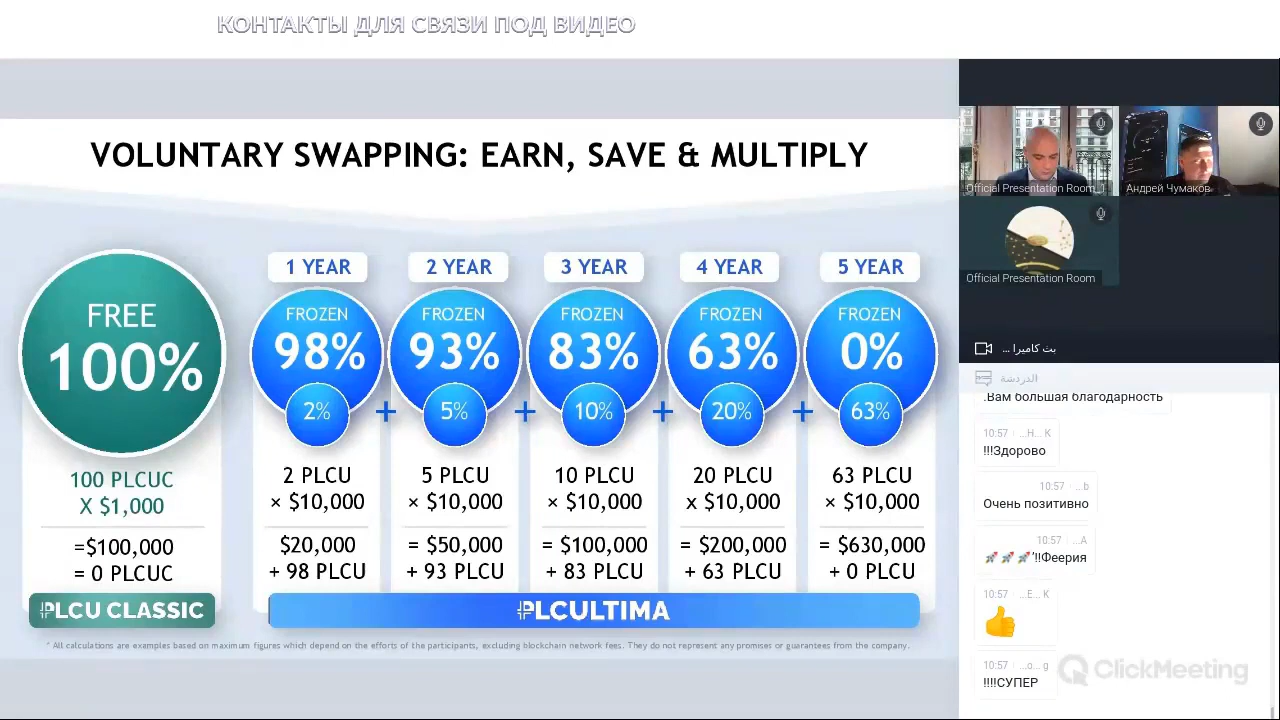 КОНТАКТЫ ДЛЯ СВЯЗИ ПОД ВИДЕО
VOLUNTARY SWAPPING: EARN, SAVE & MULTIPLY
FREE
100%
100 PLCUC
X $1,000
=$100,000
= 0 PLCUC
PLCU CLASSIC
1 YEAR
FROZEN
98%
2%
2 PLCU
× $10,000
$20,000
+ 98 PLCU
+
2 YEAR
FROZEN
93%
5%
5 PLCU
× $10,000
= $50,000
+ 93 PLCU
+
3 YEAR
FROZEN
83%
10%
10 PLCU
× $10,000
= $100,000
+ 83 PLCU
+
4 YEAR
FROZEN
63%
20%
20 PLCU
x $10,000
= $200,000
+ 63 PLCU
+
5 YEAR
FROZEN
0%
63%
63 PLCU
× $10,000
= $630,000
+ 0 PLCU
PLCULTIMA
* All calculations are examples based on maximum figures which depend on the efforts of the participants, excluding blockchain network fees. They do not represent any promises or guarantees from the company.
Official Presentation Room_1
Андрей Чумаков
Official Presentation Room
بث كاميرا ...
الدردشة
.Вам большая благодарность
10:57 ...Н... К
!!!Здорово
10:57 ...b
Очень позитивно
10:57 ...A
🚀🚀🚀!!Феерия
10:57 ...E... K
10:57 ...o... g
!!!!СУПЕР
ClickMeeting